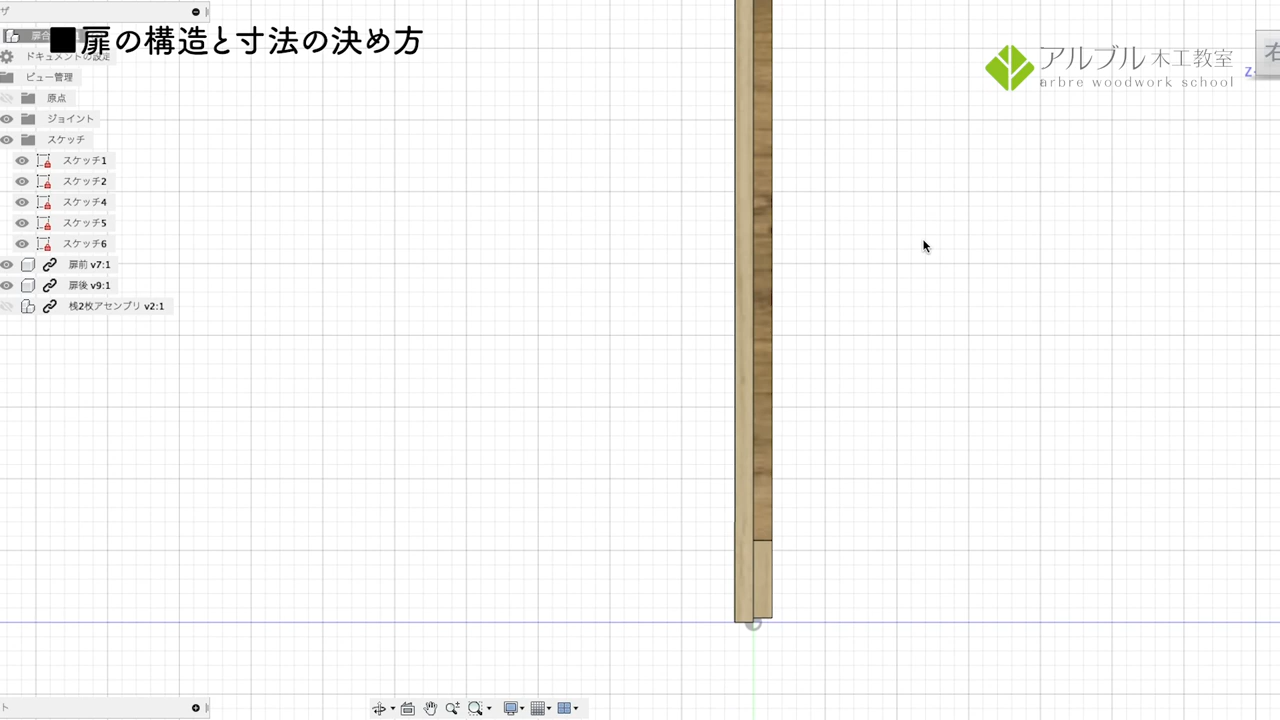 ■扉の構造と寸法の決め方
アルブル木工教室
arbre woodwork school
ザ
ドキュメントの設定
ビュー管理
原点
ジョイント
スケッチ
スケッチ1
スケッチ2
スケッチ4
スケッチ5
スケッチ6
扉前 v7:1
扉後 v9:1
桟2枚アセンブリ v2:1
右
Z
ト